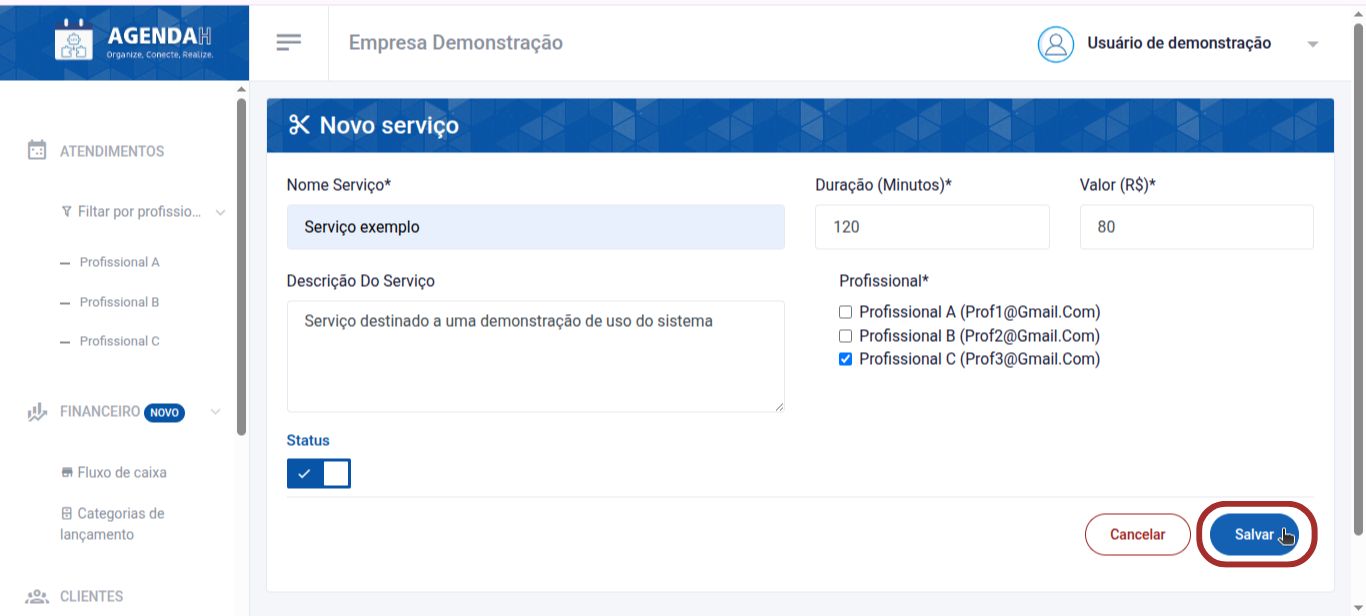 AGENDAH
Organize, Conecte, Realize.
Empresa Demonstração
Usuário de demonstração
ATENDIMENTOS
Filtar por profissio...
Profissional A
Profissional B
Profissional C
FINANCEIRO NOVO
Fluxo de caixa
Categorias de
lançamento
CLIENTES
Novo serviço
Nome Serviço*
Serviço exemplo
Duração (Minutos)*
120
Valor (R$)*
80
Descrição Do Serviço
Serviço destinado a uma demonstração de uso do sistema
Profissional*
Profissional A (Prof1@Gmail.Com)
Profissional B (Prof2@Gmail.Com)
Profissional C (Prof3@Gmail.Com)
Status
Cancelar
Salvar